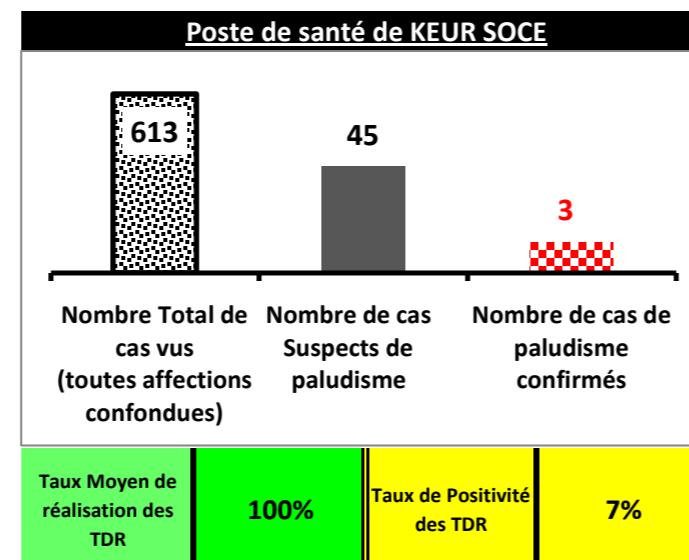 Poste de santé de KEUR SOCE
613
45
3
Nombre Total de
cas vus
(toutes affections
confondues)
Nombre de cas
Suspects de
paludisme
Nombre de cas de
paludisme
confirmés
Taux Moyen de
réalisation des
TDR
100%
Taux de Positivité
des TDR
7%